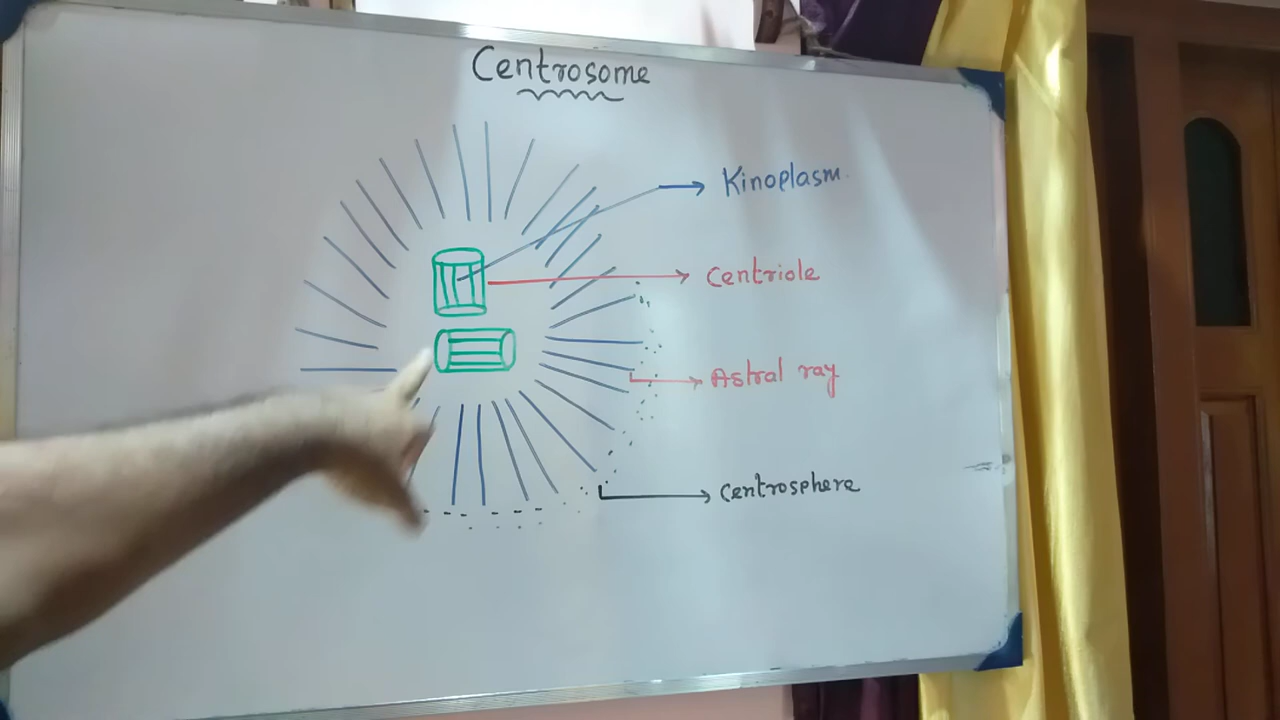 Centrosome
Kinoplasm.
Centriole
Astral ray
Centrosphere